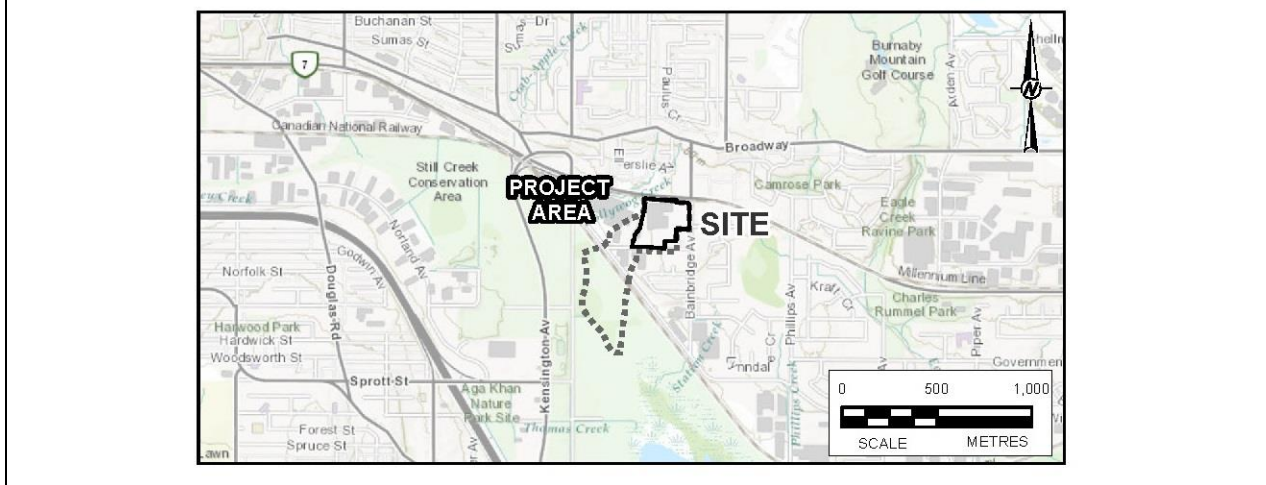 Buchanan St
Sumas St
Dr
Crab-Apple Creek
7
Paulus Cr
Burnaby
Mountain
Golf Course
Arden Av
N
Canadian National Railway
Broadway
Still Creek
Conservation
Area
PROJECT
AREA
SITE
Camrose Park
Eagle
Creek
Ravine Park
Norland Av
Godwin Av
Norfolk St
Douglas-Rd
Kensington-Av
Bainbridge Av
Phillips Av
Kraft Cr
Millennium Line
Charles
Rummel Park
Piper Av
Harwood Park
Hardwick St
Woodsworth St
Sprott-St
Aga Khan
Nature
Park Site
Thomas Creek
Forest St
Spruce St
Phillips Creek
Governmen
Av
0 500 1,000
SCALE METRES